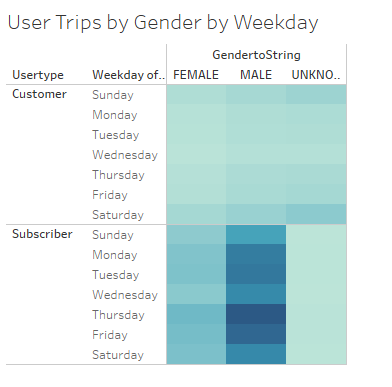 User Trips by Gender by Weekday
GendertoString
Usertype Weekday of.. FEMALE MALE UNKNO..
Customer Sunday
Monday
Tuesday
Wednesday
Thursday
Friday
Saturday
Subscriber Sunday
Monday
Tuesday
Wednesday
Thursday
Friday
Saturday